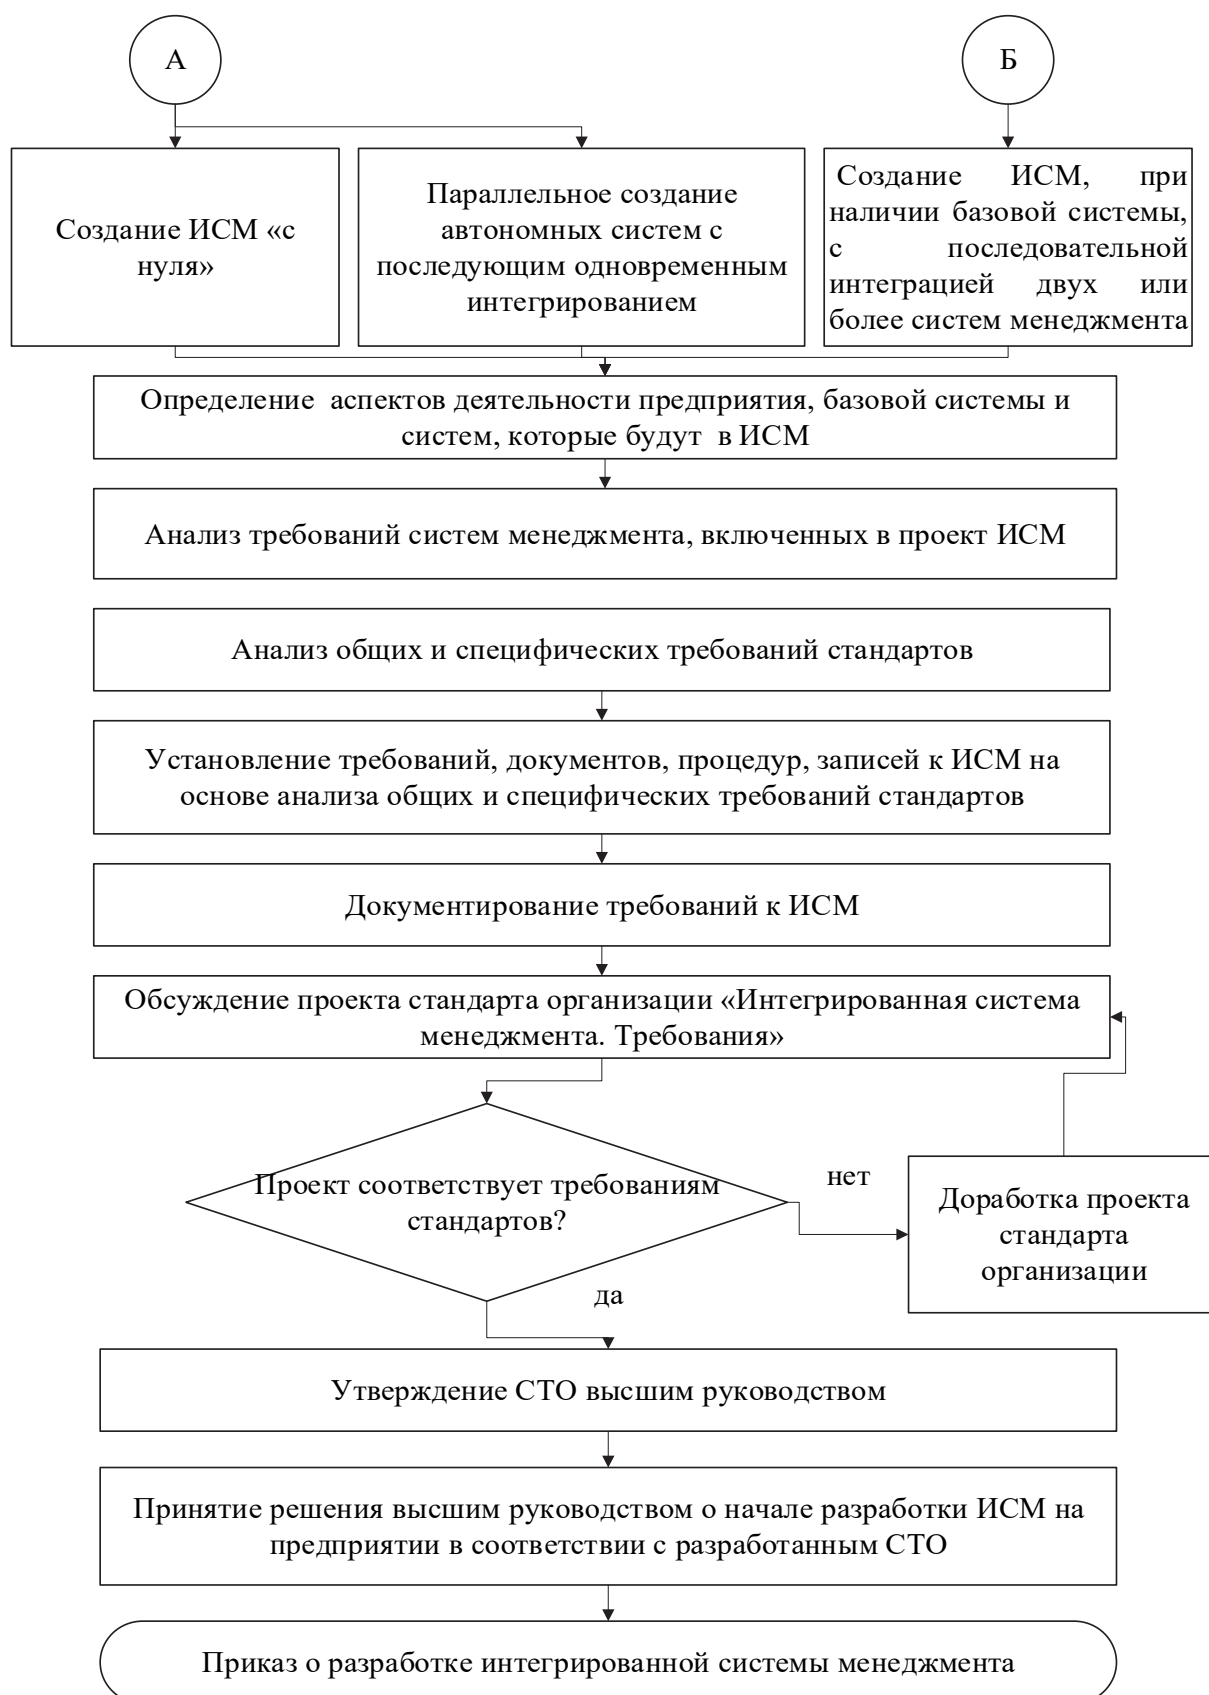 А
Б
Создание ИСМ «с
нуля»
Параллельное создание
автономных систем с
последующим одновременным
интегрированием
Создание ИСМ, при
наличии базовой системы,
с последовательной
интеграцией двух или
более систем менеджмента
Определение аспектов деятельности предприятия, базовой системы и
систем, которые будут в ИСМ
Анализ требований систем менеджмента, включенных в проект ИСМ
Анализ общих и специфических требований стандартов
Установление требований, документов, процедур, записей к ИСМ на
основе анализа общих и специфических требований стандартов
Документирование требований к ИСМ
Обсуждение проекта стандарта организации «Интегрированная система
менеджмента. Требования»
Проект соответствует требованиям
стандартов?
нет
Доработка проекта
стандарта
организации
да
Утверждение СТО высшим руководством
Принятие решения высшим руководством о начале разработки ИСМ на
предприятии в соответствии с разработанным СТО
Приказ о разработке интегрированной системы менеджмента